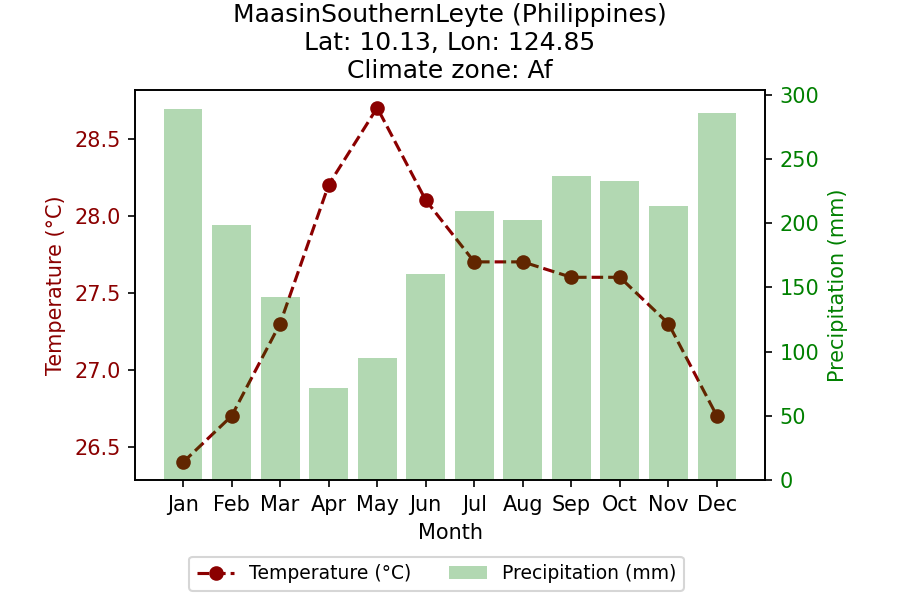 MaasinSouthernLeyte (Philippines)
Lat: 10.13, Lon: 124.85
Climate zone: Af
28.5
28.0
27.5
27.0
26.5
Temperature (°C)
300
250
200
150
100
50
0
Precipitation (mm)
Jan Feb Mar Apr May Jun Jul Aug Sep Oct Nov Dec
Month
Temperature (°C) Precipitation (mm)